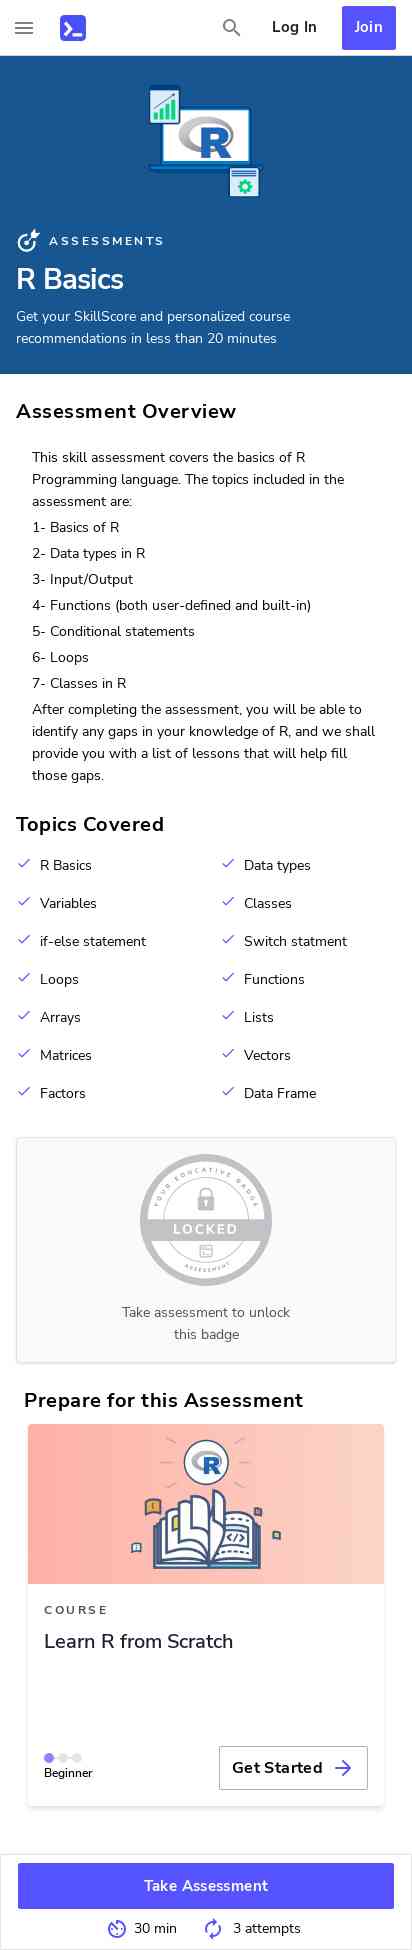 Log In
Join
R
ASSESSMENTS
R Basics
Get your SkillScore and personalized course
recommendations in less than 20 minutes
Assessment Overview
This skill assessment covers the basics of R
Programming language. The topics included in the
assessment are:
1- Basics of R
2- Data types in R
3- Input/Output
4- Functions (both user-defined and built-in)
5- Conditional statements
6- Loops
7- Classes in R
After completing the assessment, you will be able to
identify any gaps in your knowledge of R, and we shall
provide you with a list of lessons that will help fill
those gaps.
Topics Covered
R Basics
Data types
Variables
Classes
if-else statement
Switch statment
Loops
Functions
Arrays
Lists
Matrices
Vectors
Factors
Data Frame
YOUR EDUCATIVE BADGE
LOCKED
ASSESSMENT
Take assessment to unlock
this badge
Prepare for this Assessment
R
COURSE
Learn R from Scratch
Beginner
Get Started
Take Assessment
30 min
3 attempts